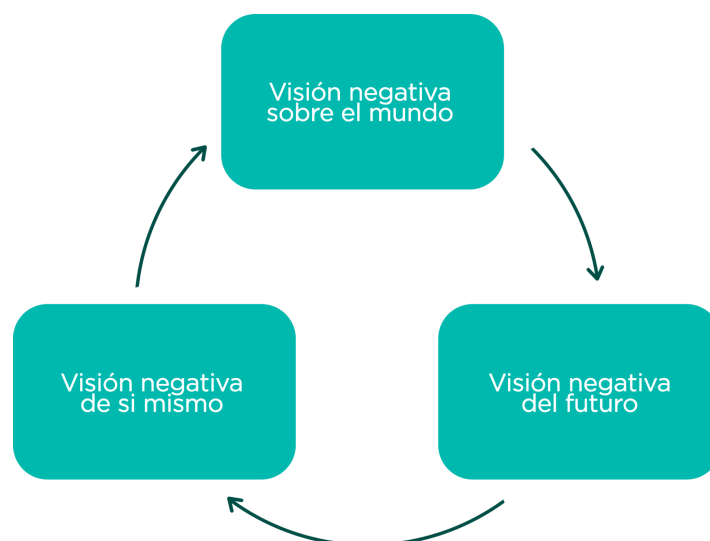 Visión negativa
sobre el mundo
Visión negativa
de si mismo
Visión negativa
del futuro